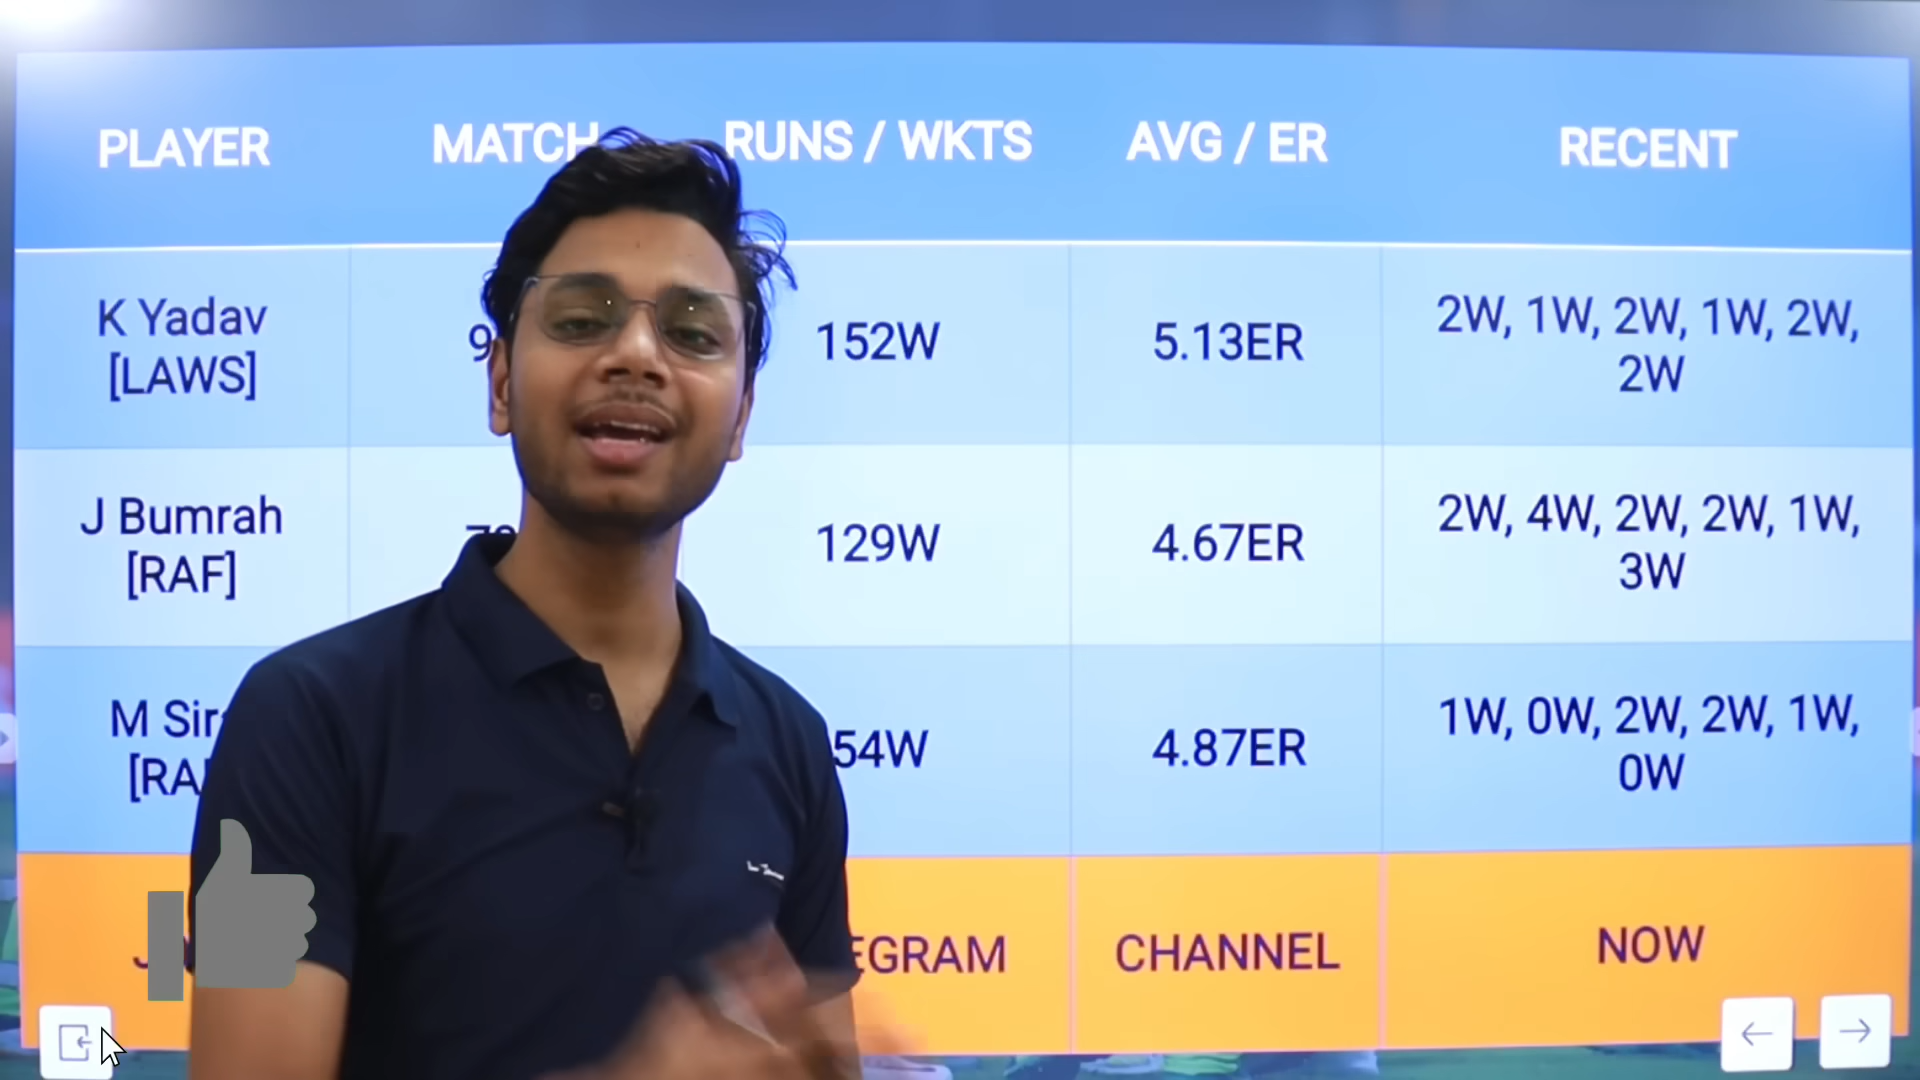 PLAYER MATCH RUNS / WKTS AVG / ER RECENT
K Yadav
[LAWS]
152W
5.13ER
2W, 1W, 2W, 1W, 2W,
2W
J Bumrah
[RAF]
129W
4.67ER
2W, 4W, 2W, 2W, 1W,
3W
M
54W
4.87ER
1W, 0W, 2W, 2W, 1W,
0W
CHANNEL
NOW